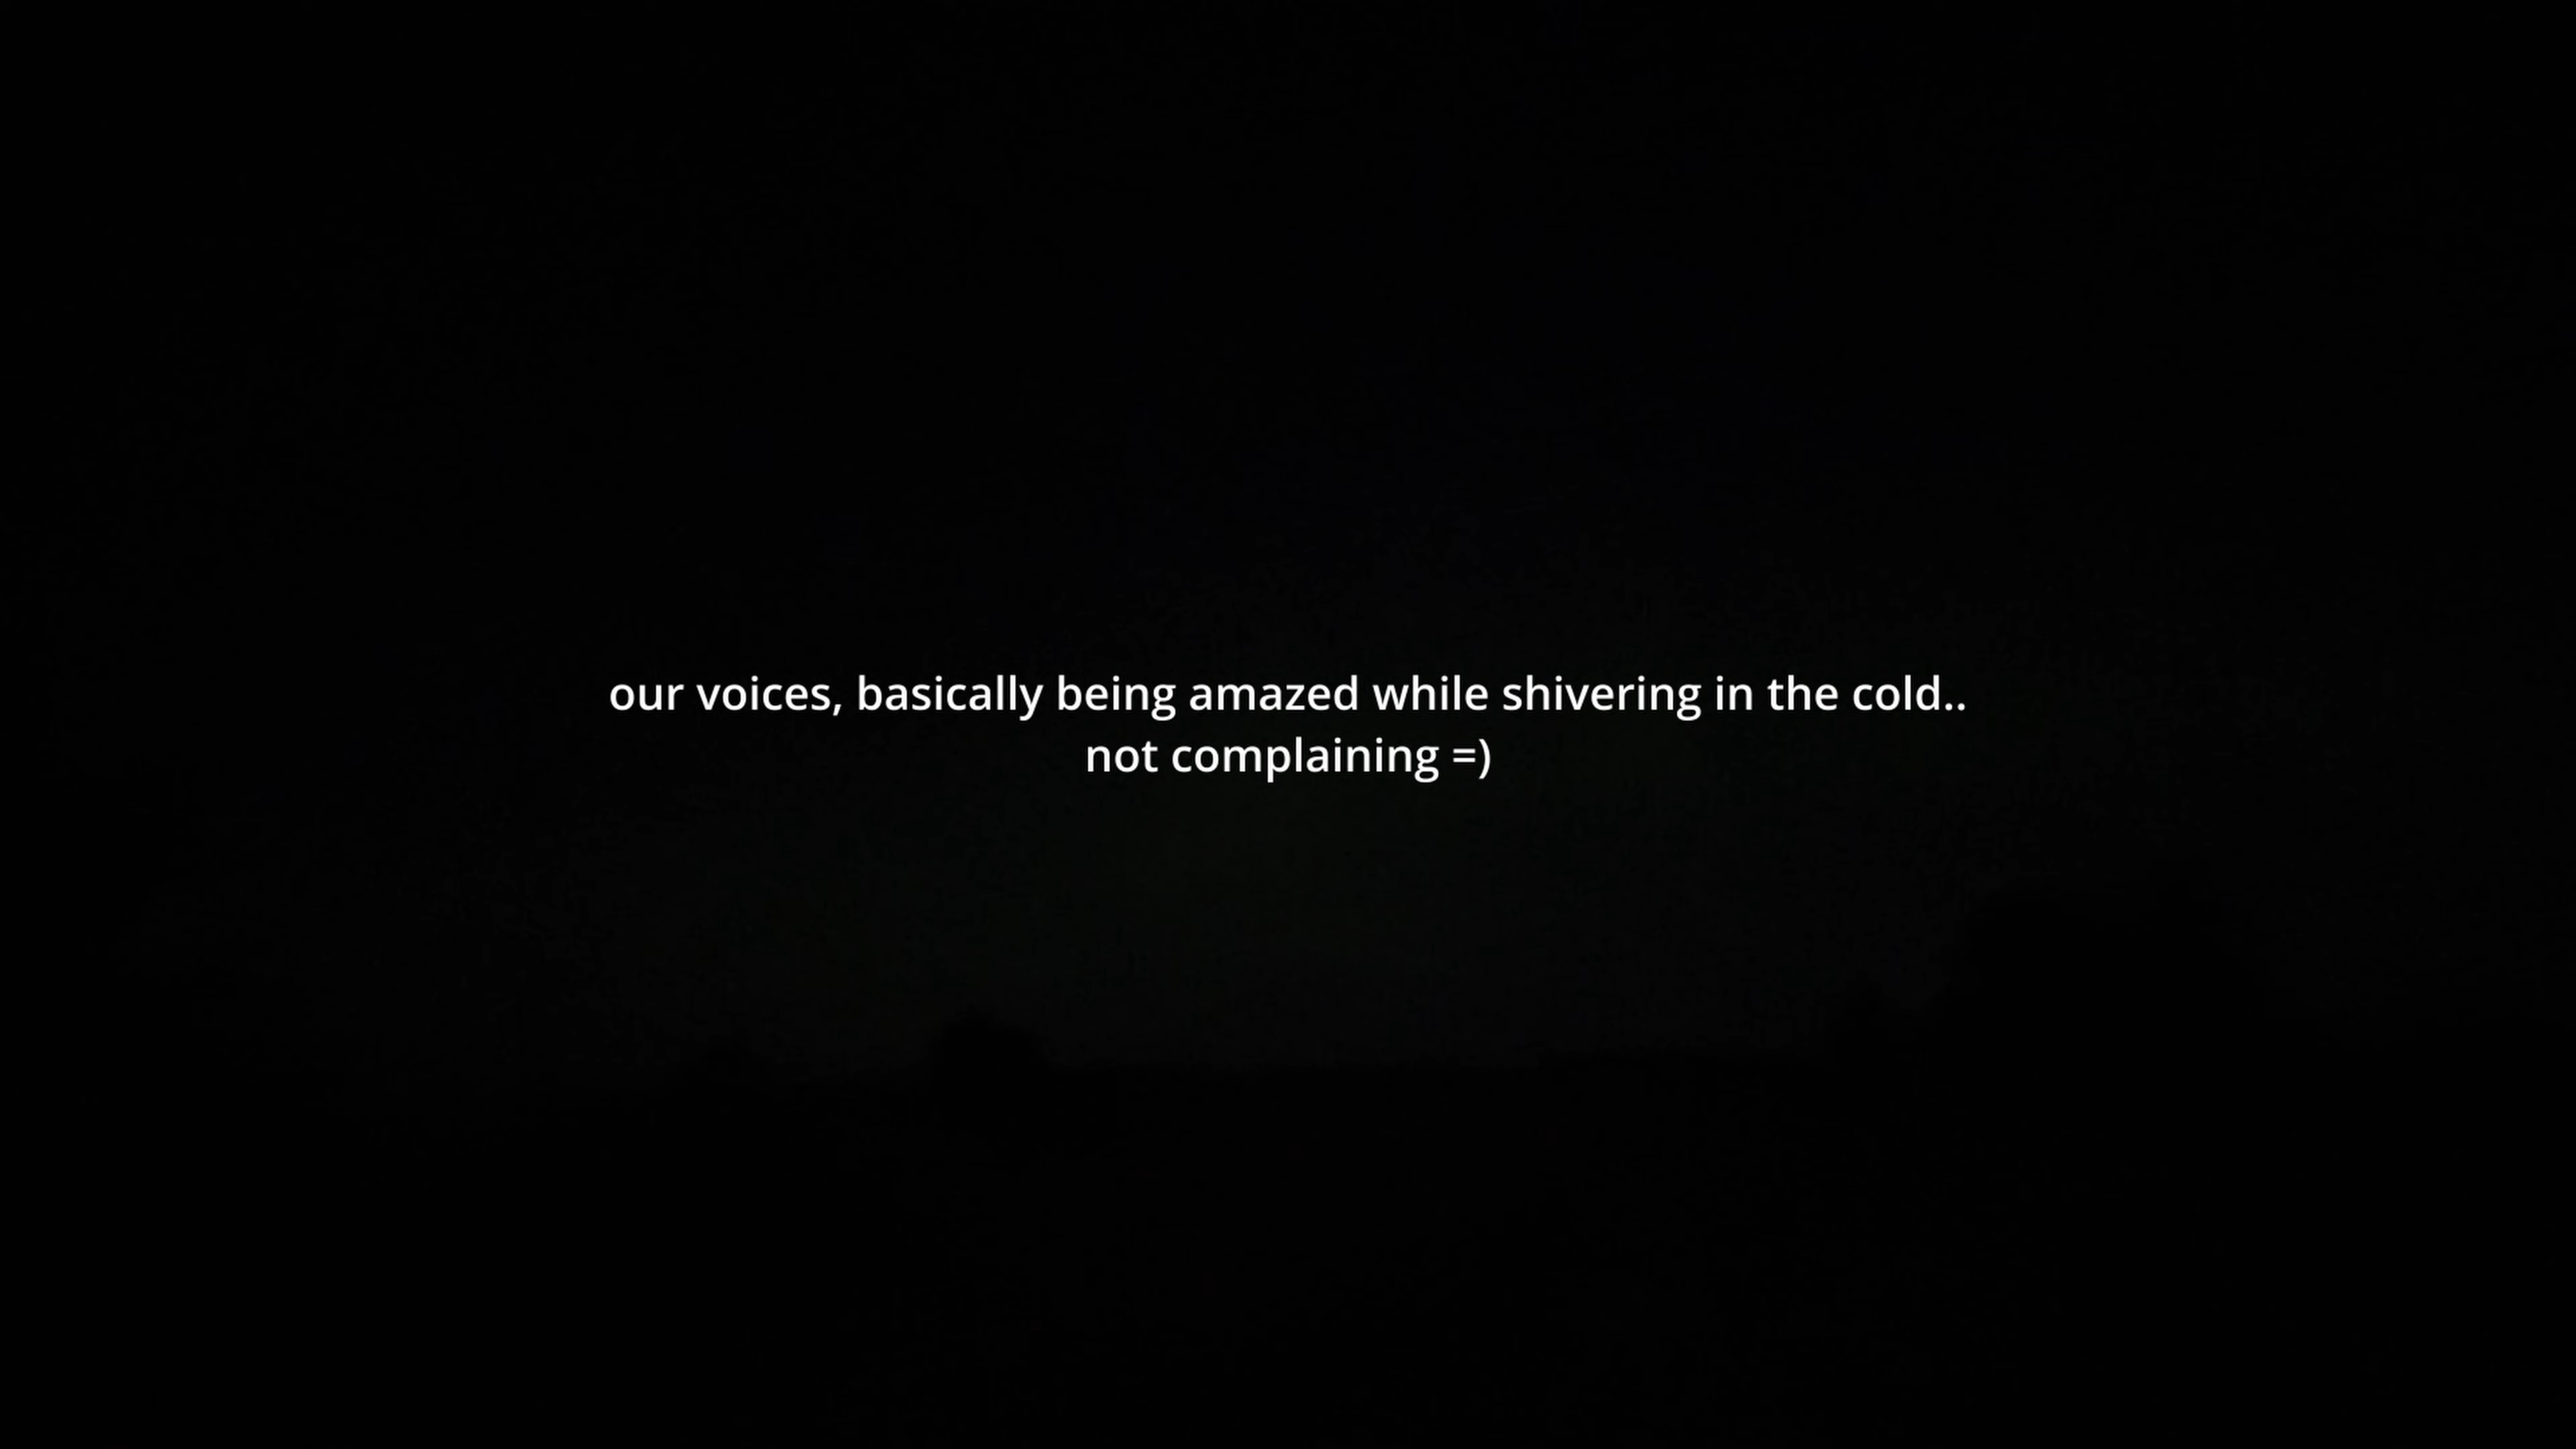 our voices, basically being amazed while shivering in the cold..
not complaining =)